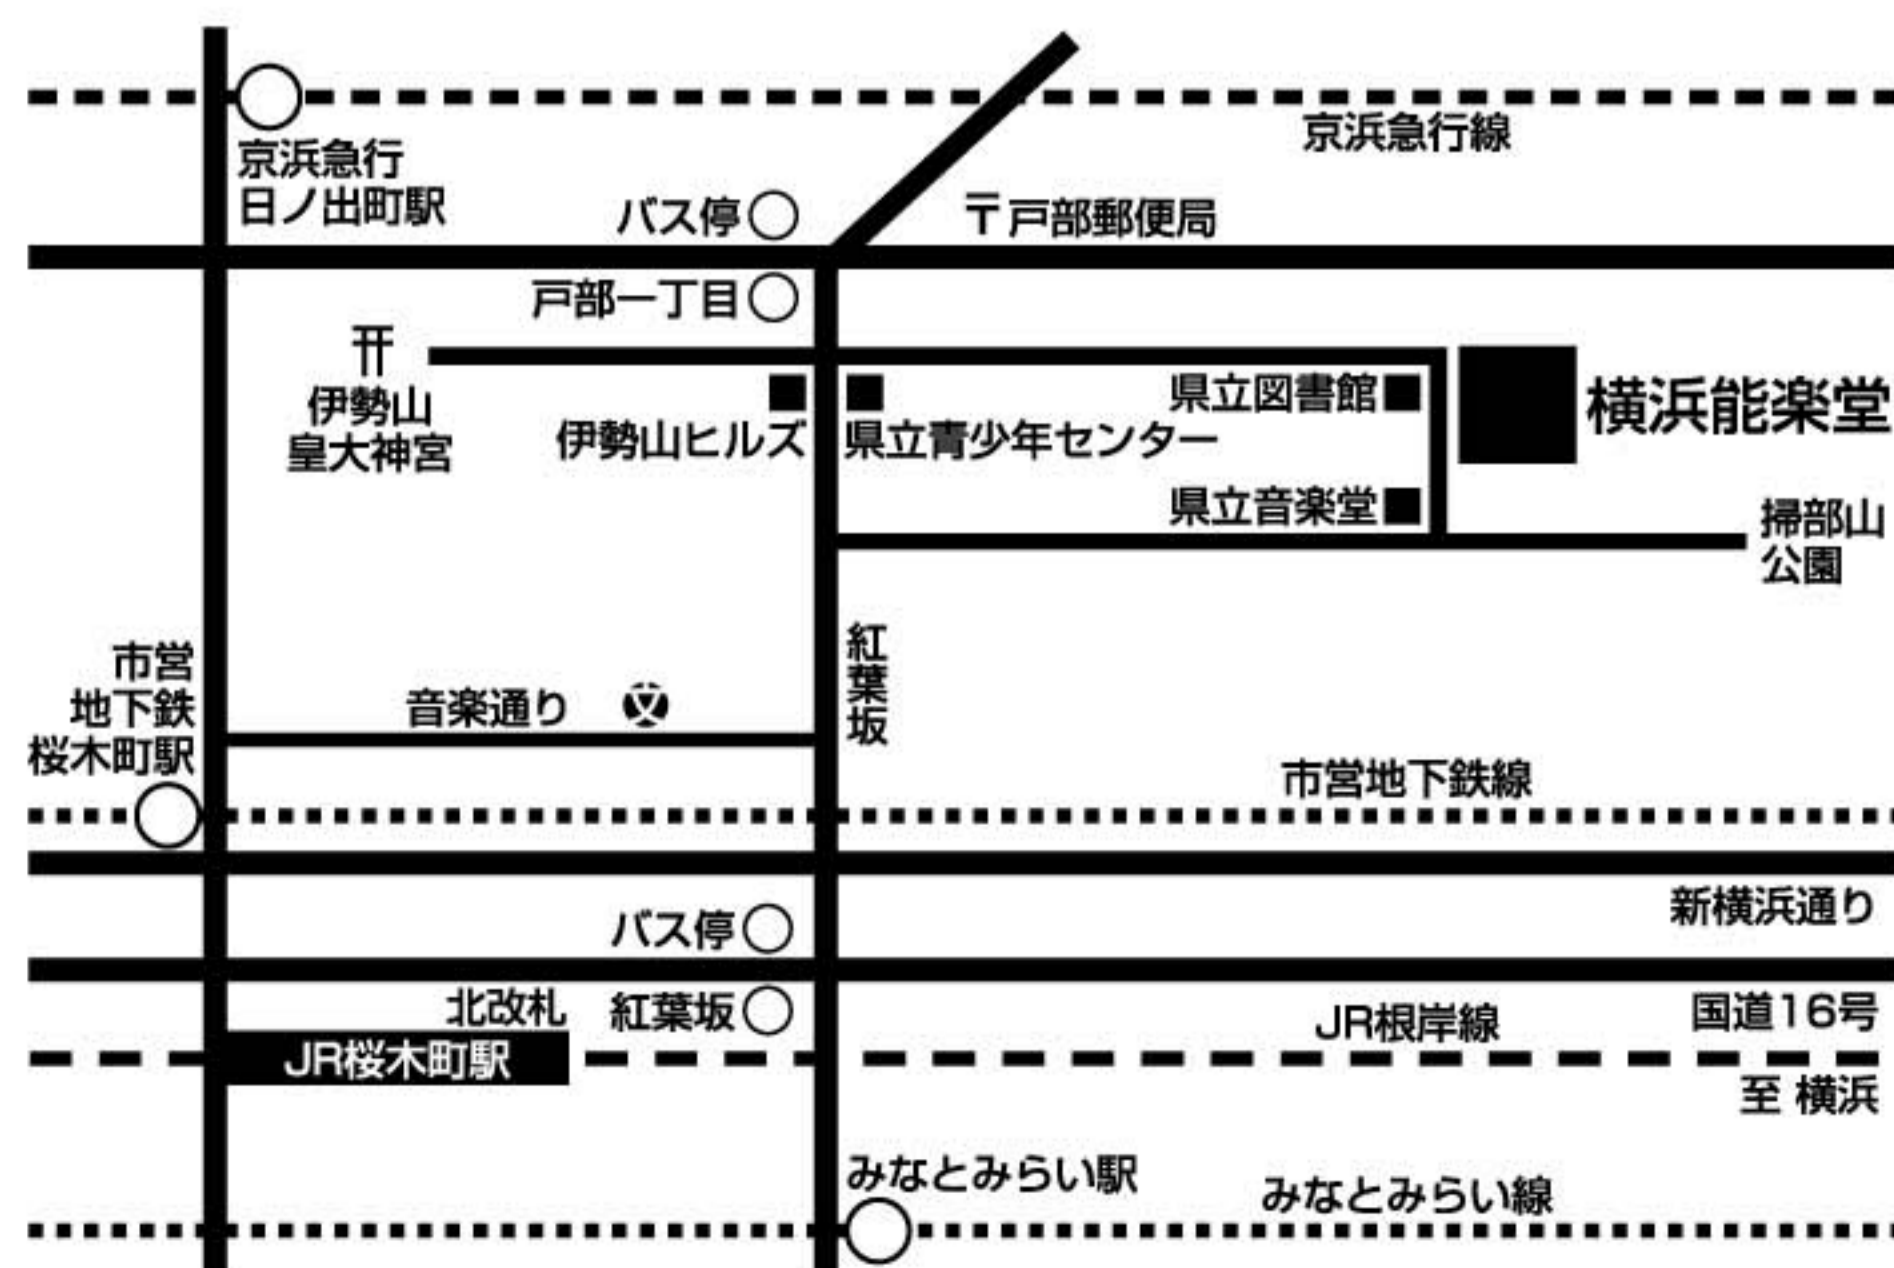 京浜急行線
京浜急行
日ノ出町駅
バス停
〒戸部郵便局
戸部一丁目
伊勢山
皇大神宮
伊勢山ヒルズ
県立青少年センター
県立図書館
横浜能楽堂
県立音楽堂
掃部山
公園
紅葉坂
市営
地下鉄
桜木町駅
音楽通り
文
市営地下鉄線
新横浜通り
バス停
北改札
紅葉坂
JR根岸線
国道16号
JR桜木町駅
至 横浜
みなとみらい駅
みなとみらい線